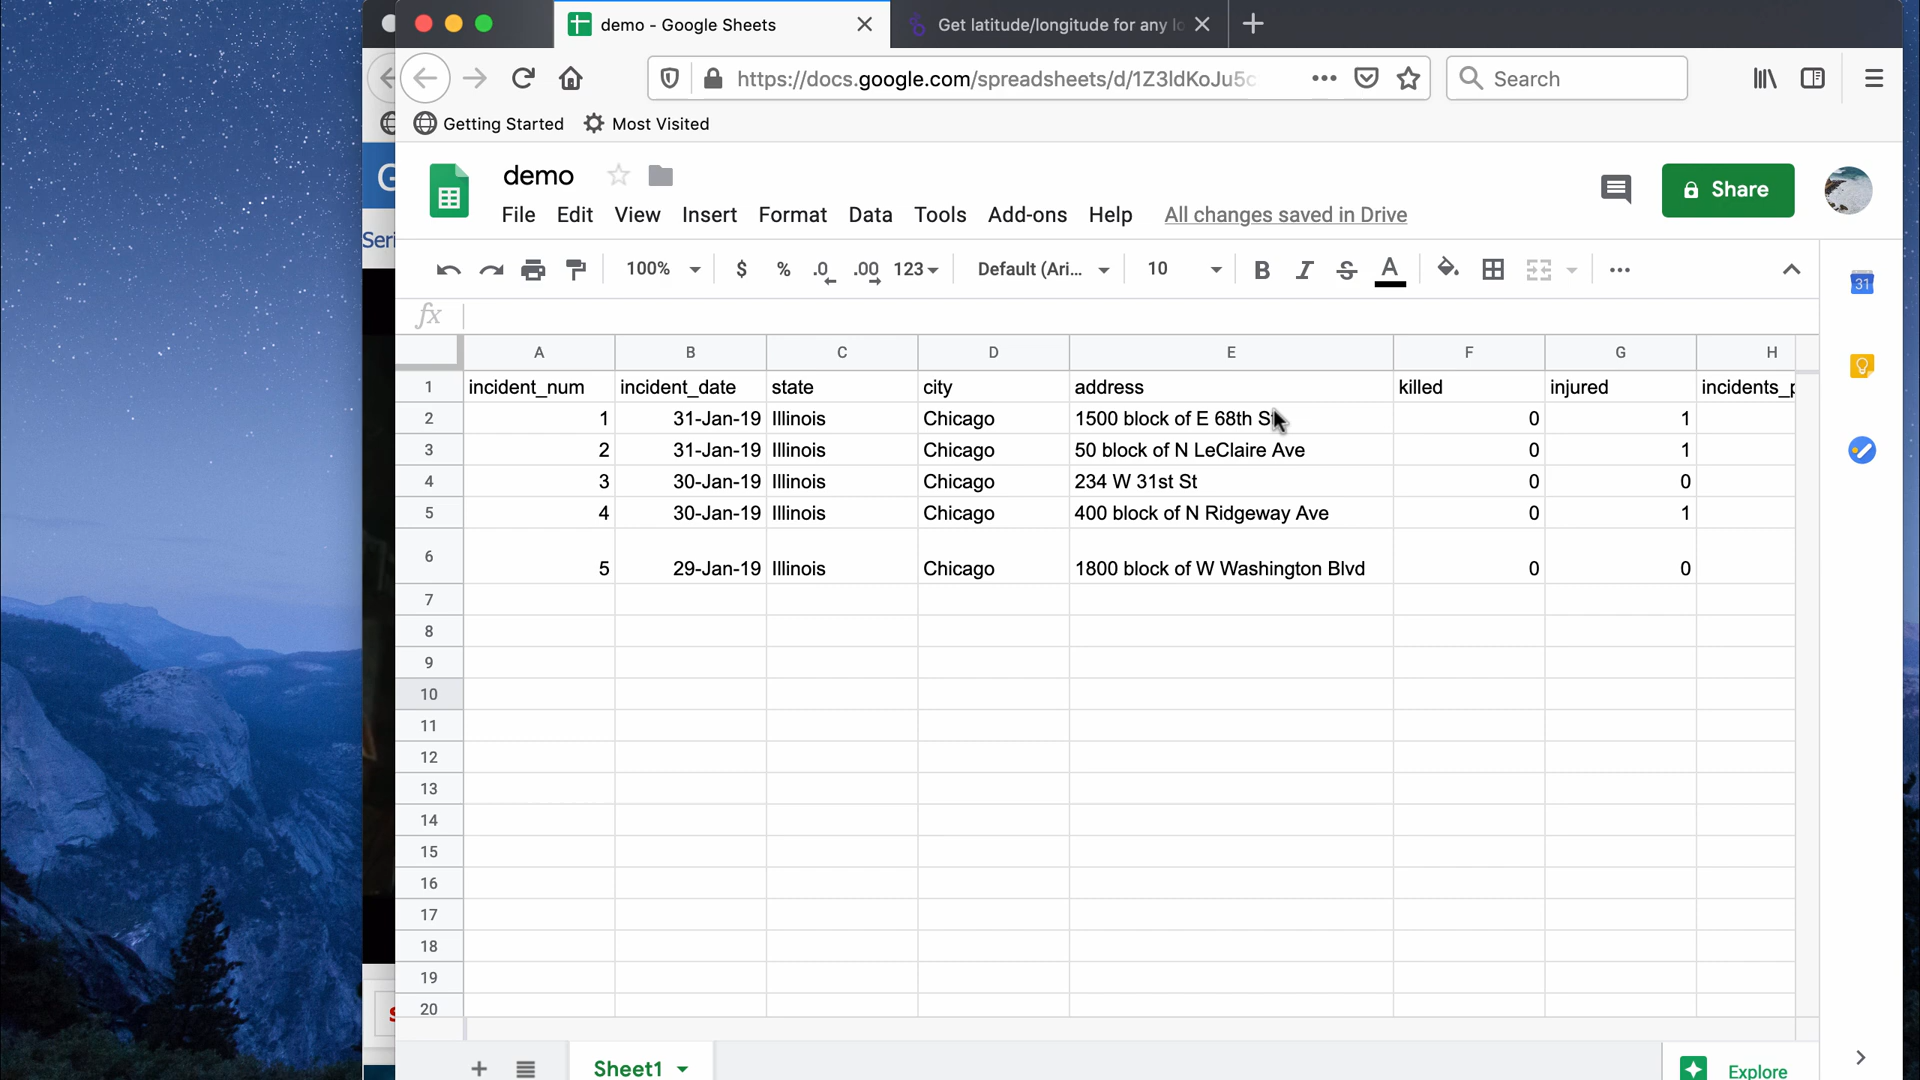 demo - Google Sheets
Get latitude/longitude for any lo
https://docs.google.com/spreadsheets/d/1Z3ldKoJu5c
Search
Getting Started
Most Visited
demo
Share
File Edit View Insert Format Data Tools Add-ons Help All changes saved in Drive
Seri
100% $ % .0 .00 123 Default (Ari... 10 B I S A
31
fx
A B C D E F G H
1 incident_num incident_date state city address killed injured incidents_p
2 1 31-Jan-19 Illinois Chicago 1500 block of E 68th St 0 1
3 2 31-Jan-19 Illinois Chicago 50 block of N LeClaire Ave 0 1
4 3 30-Jan-19 Illinois Chicago 234 W 31st St 0 0
5 4 30-Jan-19 Illinois Chicago 400 block of N Ridgeway Ave 0 1
6 5 29-Jan-19 Illinois Chicago 1800 block of W Washington Blvd 0 0
7
8
9
10
11
12
13
14
15
16
17
18
19
20
Sheet1
Explore